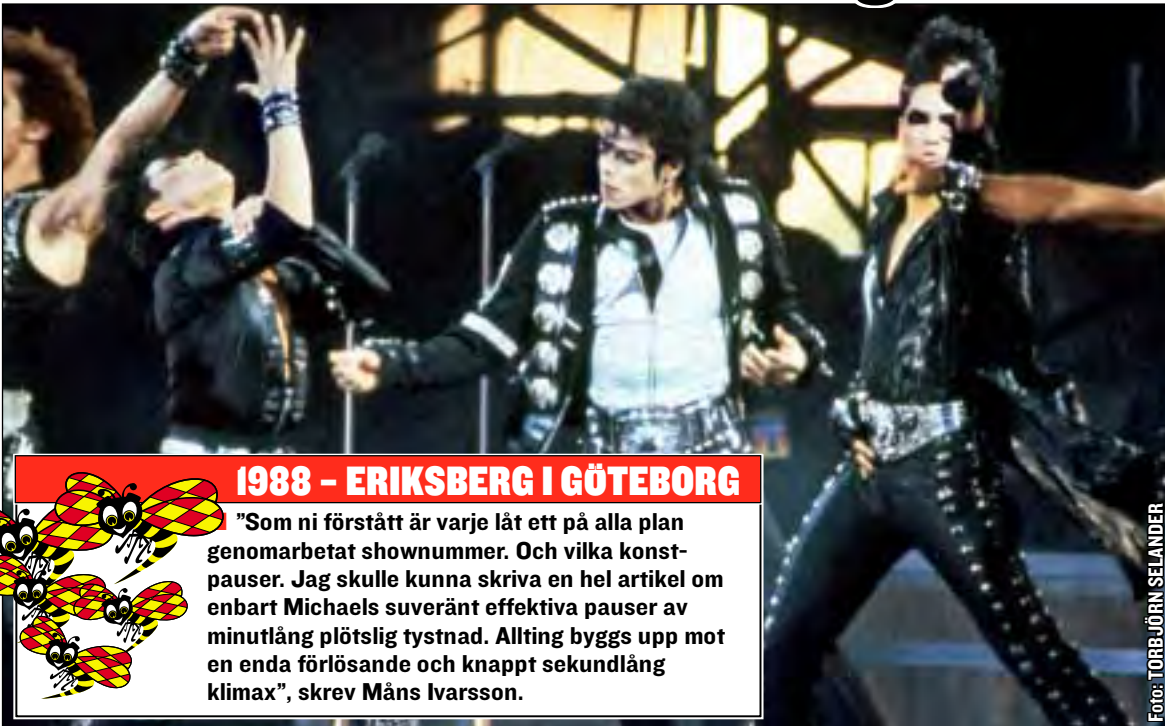 1988 – ERIKSBERG I GÖTEBORG
”Som ni förstått är varje låt ett på alla plan
genomarbetat shownummer. Och vilka konst-
pauser. Jag skulle kunna skriva en hel artikel om
enbart Michaels suveränt effektiva pauser av
minutlång plötslig tystnad. Allting byggs upp mot
en enda förlösande och knappt sekundlång
klimax”, skrev Måns Ivarsson.
Foto: TORBJÖRN SELANDER